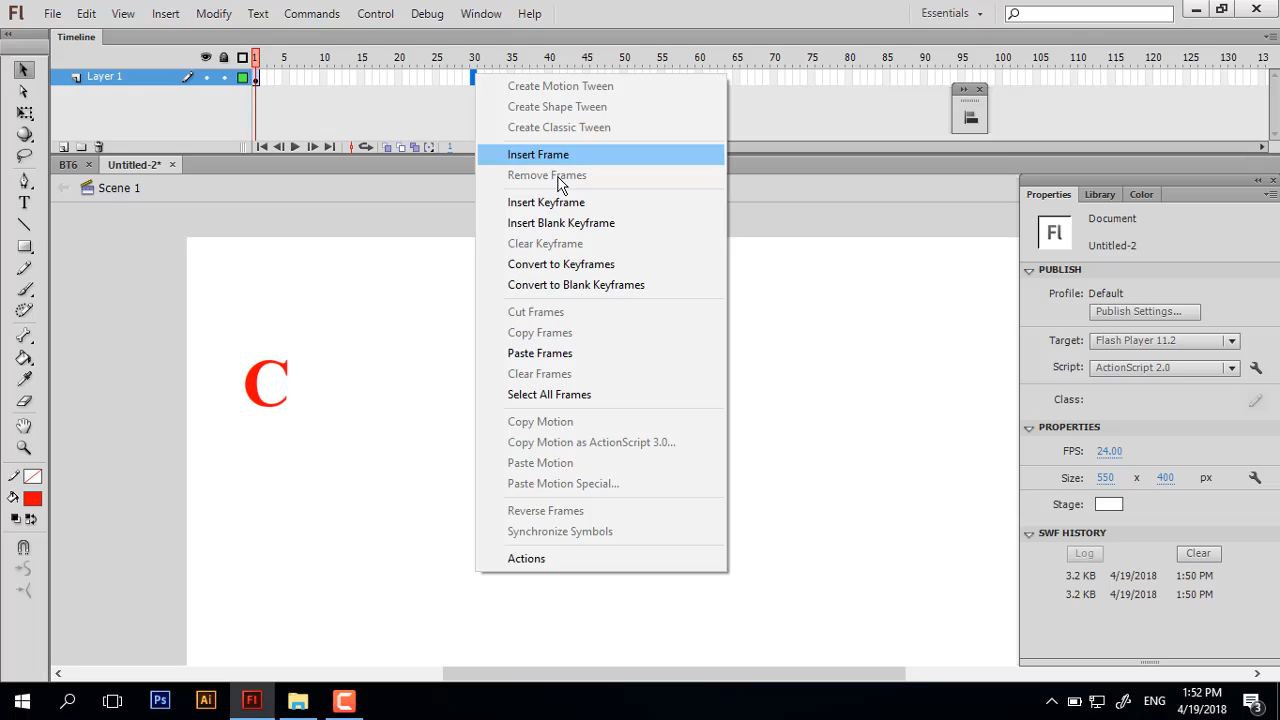 Fl File Edit View Insert Modify Text Commands Control Debug Window Help Essentials
Timeline
1 5 10 15 20 25 30 35 40 45 50 55 60 65 70 75 80 85 90 95 100 105 110 115 120 125 13
Layer 1
1
BT6 Untitled-2*
Scene 1
Create Motion Tween
Create Shape Tween
Create Classic Tween
Insert Frame
Remove Frames
Insert Keyframe
Insert Blank Keyframe
Clear Keyframe
Convert to Keyframes
Convert to Blank Keyframes
Cut Frames
Copy Frames
Paste Frames
Clear Frames
Select All Frames
Copy Motion
Copy Motion as ActionScript 3.0...
Paste Motion
Paste Motion Special...
Reverse Frames
Synchronize Symbols
Actions
C
Properties Library Color
Fl Document
Untitled-2
PUBLISH
Profile: Default
Publish Settings...
Target: Flash Player 11.2
Script: ActionScript 2.0
Class:
PROPERTIES
FPS: 24.00
Size: 550 x 400 px
Stage:
SWF HISTORY
Log Clear
3.2 KB 4/19/2018 1:50 PM
3.2 KB 4/19/2018 1:50 PM
Ps Ai Fl ENG 1:52 PM
4/19/2018 3